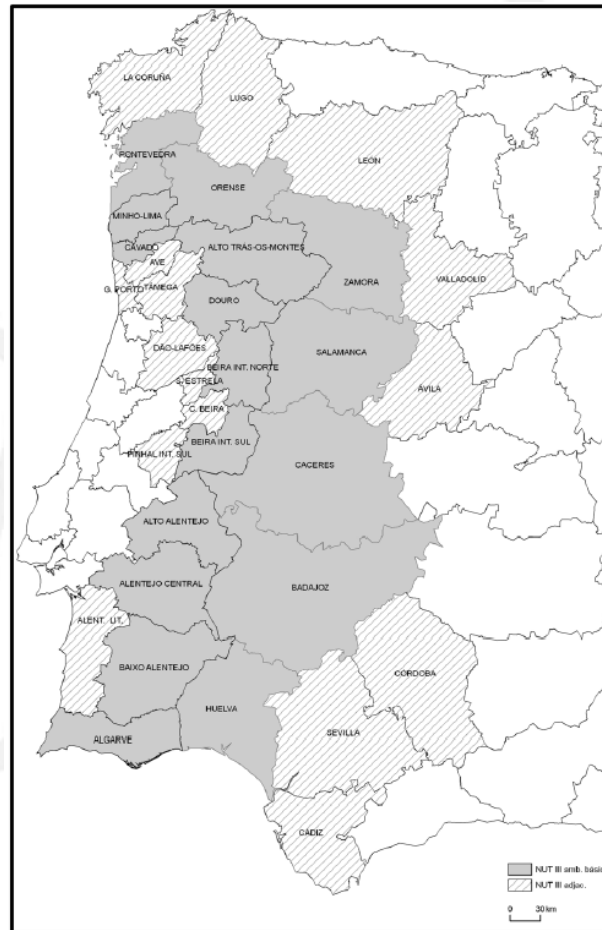 LA CORUÑA
LUGO
LEÓN
PONTEVEDRA
ORENSE
MINHO-LIMA
CAVADO
AVE
ALTO TRÁS-OS-MONTES
ZAMORA
VALLADOLID
G. PORTO
TÂMEGA
DOURO
DÃO-LAFÕES
SALAMANCA
BEIRA INT. NORTE
S. ESTRELA
ÁVILA
C. BEIRA
BEIRA INT. SUL
PINHAL INT. SUL
CACERES
ALTO ALENTEJO
ALENTEJO CENTRAL
BADAJOZ
ALENT. LIT.
BAIXO ALENTEJO
CORDOBA
HUELVA
SEVILLA
ALGARVE
CÁDIZ
NUT III amb. básic
NUT III adjac.
0 30 km